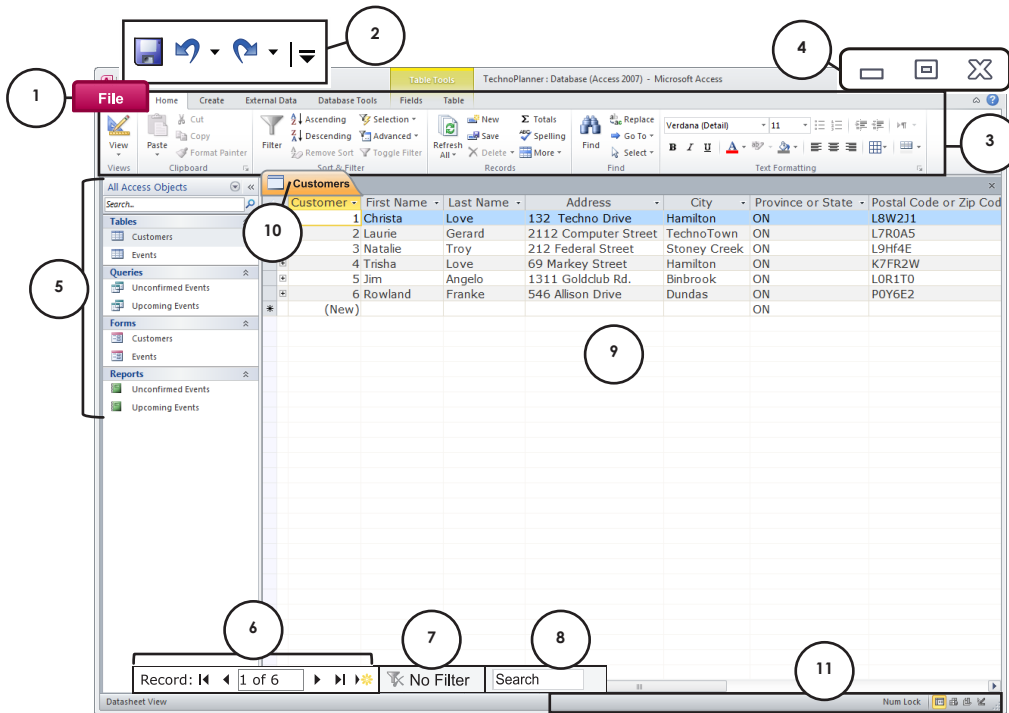 2
4
1
Table Tools
TechnoPlanner : Database (Access 2007) - Microsoft Access
File
Home Create External Data Database Tools Fields Table
View
Paste
Cut
Copy
Format Painter
Filter
Ascending
Descending
Remove Sort
Selection
Advanced
Toggle Filter
Refresh All
New
Save
Delete
Totals
Spelling
More
Find
Replace
Go To
Select
Verdana (Detail) 11
B I U A
3
Views Clipboard Sort & Filter Records Find Text Formatting
All Access Objects
Search...
Tables
Customers
Events
Queries
Unconfirmed Events
Upcoming Events
Forms
Customers
Events
Reports
Unconfirmed Events
Upcoming Events
5
10
Customers
Customer First Name Last Name Address City Province or State Postal Code or Zip Cod
1 Christa Love 132 Techno Drive Hamilton ON L8W2J1
2 Laurie Gerard 2112 Computer Street TechnoTown ON L7R0A5
3 Natalie Troy 212 Federal Street Stoney Creek ON L9Hf4E
4 Trisha Love 69 Markey Street Hamilton ON K7FR2W
5 Jim Angelo 1311 Goldclub Rd. Binbrook ON L0R1T0
6 Rowland Franke 546 Allison Drive Dundas ON P0Y6E2
* (New) ON
9
6
7
8
11
Record: 1 of 6 No Filter Search
Datasheet View Num Lock